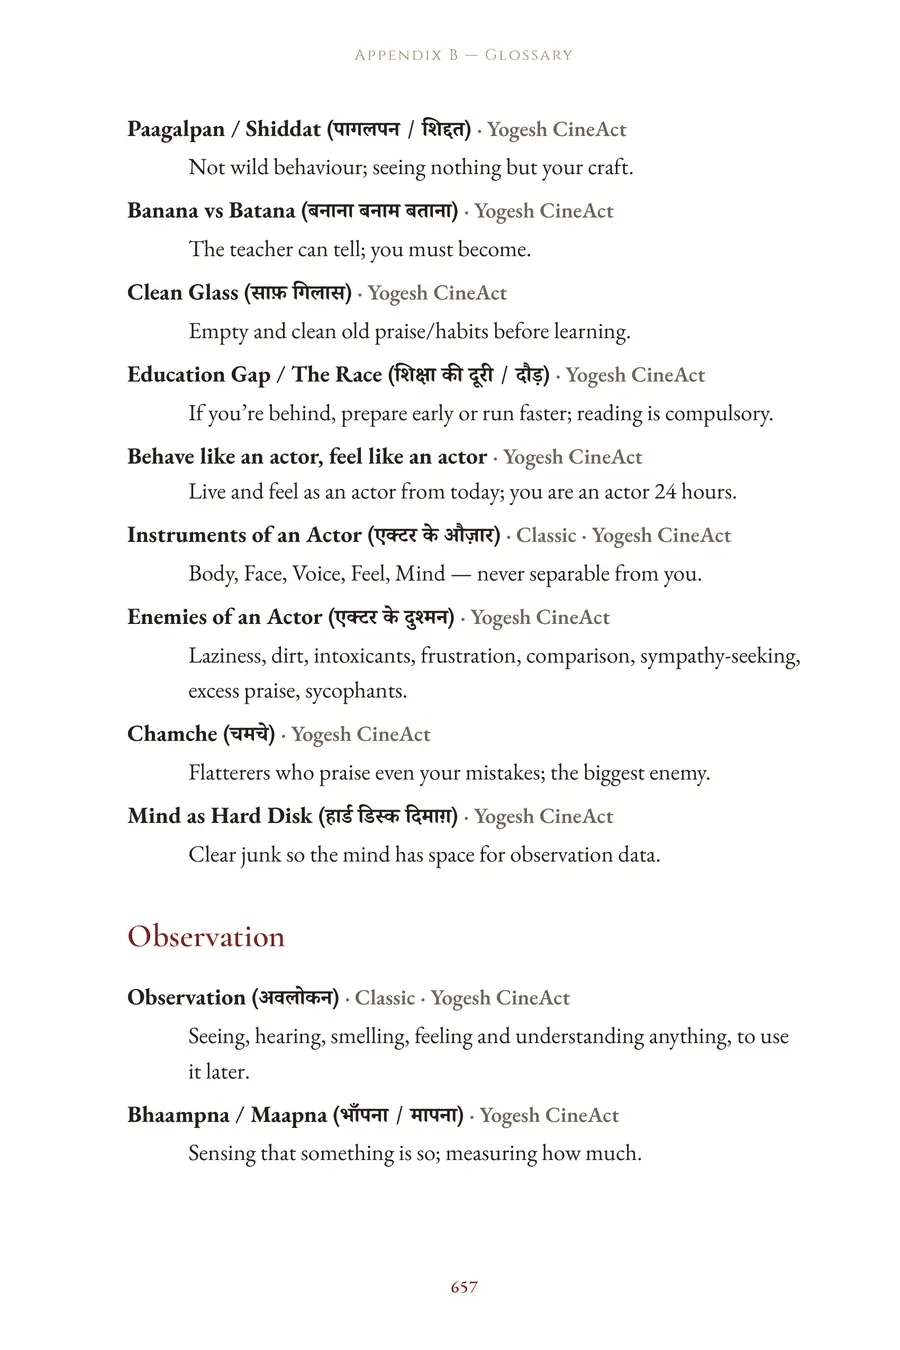 Appendix B — Glossary
Paagalpan / Shiddat (पागलपन / शिद्दत) · Yogesh CineAct
Not wild behaviour; seeing nothing but your craft.
Banana vs Batana (बनाना बनाम बताना) · Yogesh CineAct
The teacher can tell; you must become.
Clean Glass (साफ़ गिलास) · Yogesh CineAct
Empty and clean old praise/habits before learning.
Education Gap / The Race (शिक्षा की दूरी / दौड़) · Yogesh CineAct
If you’re behind, prepare early or run faster; reading is compulsory.
Behave like an actor, feel like an actor · Yogesh CineAct
Live and feel as an actor from today; you are an actor 24 hours.
Instruments of an Actor (एक्टर के औज़ार) · Classic · Yogesh CineAct
Body, Face, Voice, Feel, Mind — never separable from you.
Enemies of an Actor (एक्टर के दुश्मन) · Yogesh CineAct
Laziness, dirt, intoxicants, frustration, comparison, sympathy-seeking,
excess praise, sycophants.
Chamche (चमचे) · Yogesh CineAct
Flatterers who praise even your mistakes; the biggest enemy.
Mind as Hard Disk (हार्ड डिस्क दिमाग़) · Yogesh CineAct
Clear junk so the mind has space for observation data.
Observation
Observation (अवलोकन) · Classic · Yogesh CineAct
Seeing, hearing, smelling, feeling and understanding anything, to use
it later.
Bhaampna / Maapna (भाँपना / मापना) · Yogesh CineAct
Sensing that something is so; measuring how much.
657